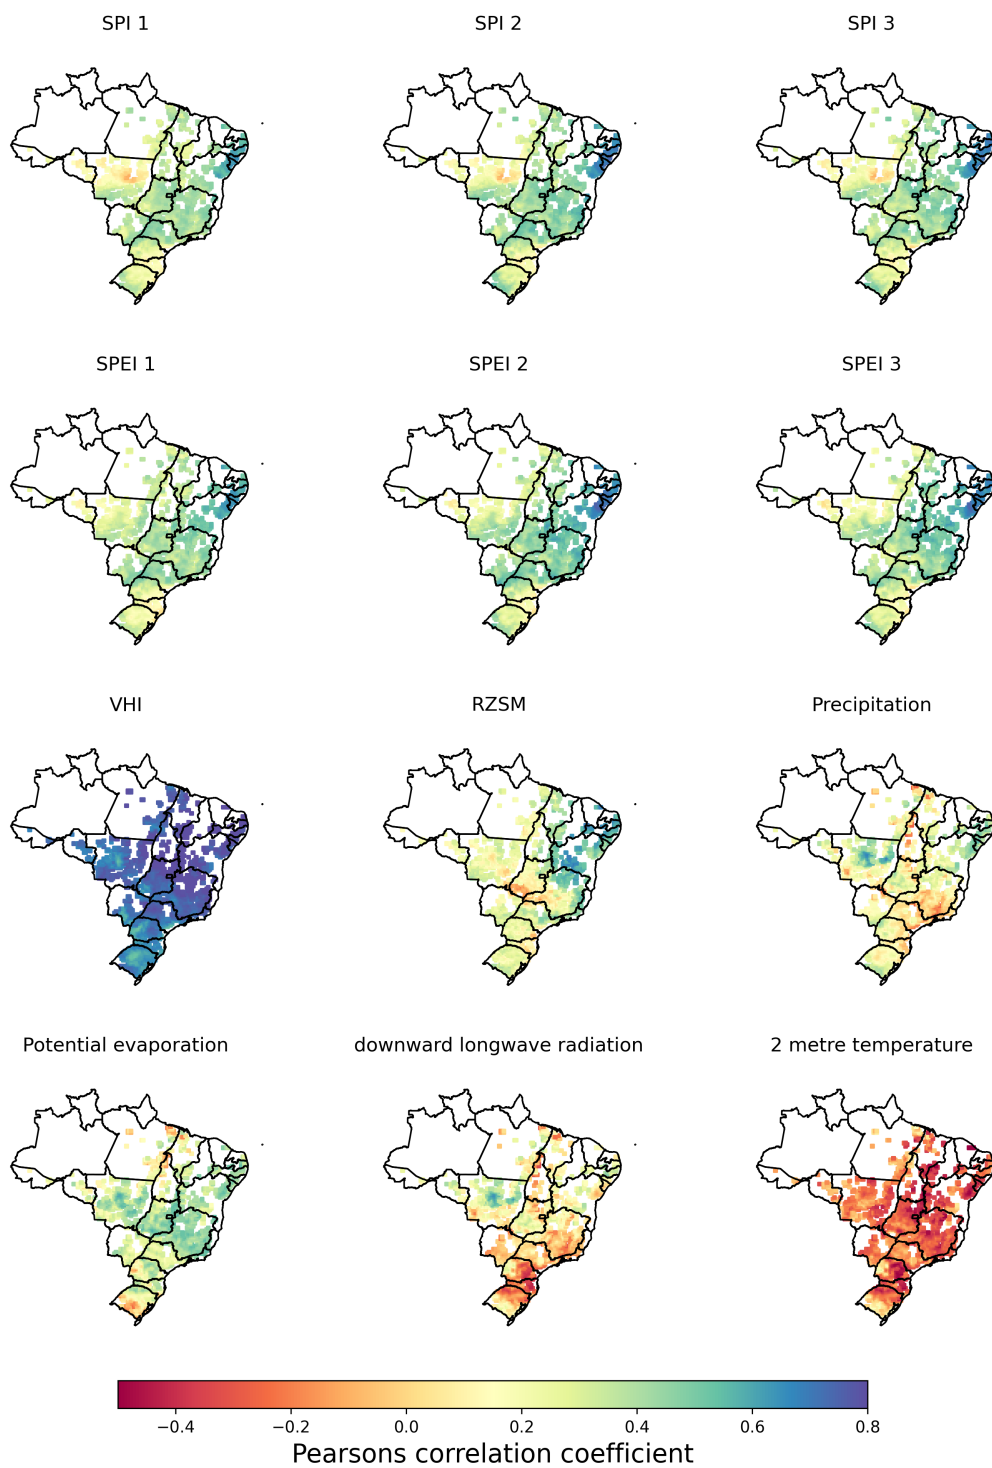 SPI 1 SPI 2 SPI 3
SPEI 1 SPEI 2 SPEI 3
VHI RZSM Precipitation
Potential evaporation downward longwave radiation 2 metre temperature
−0.4 −0.2 0.0 0.2 0.4 0.6 0.8
Pearsons correlation coefficient